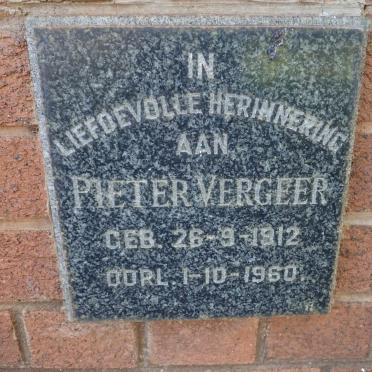 IN
LIEFDEVOLLE HERINNERING
AAN
PIETER VERGEER
GEB. 26-9-1912
OORL. 1-10-1960.